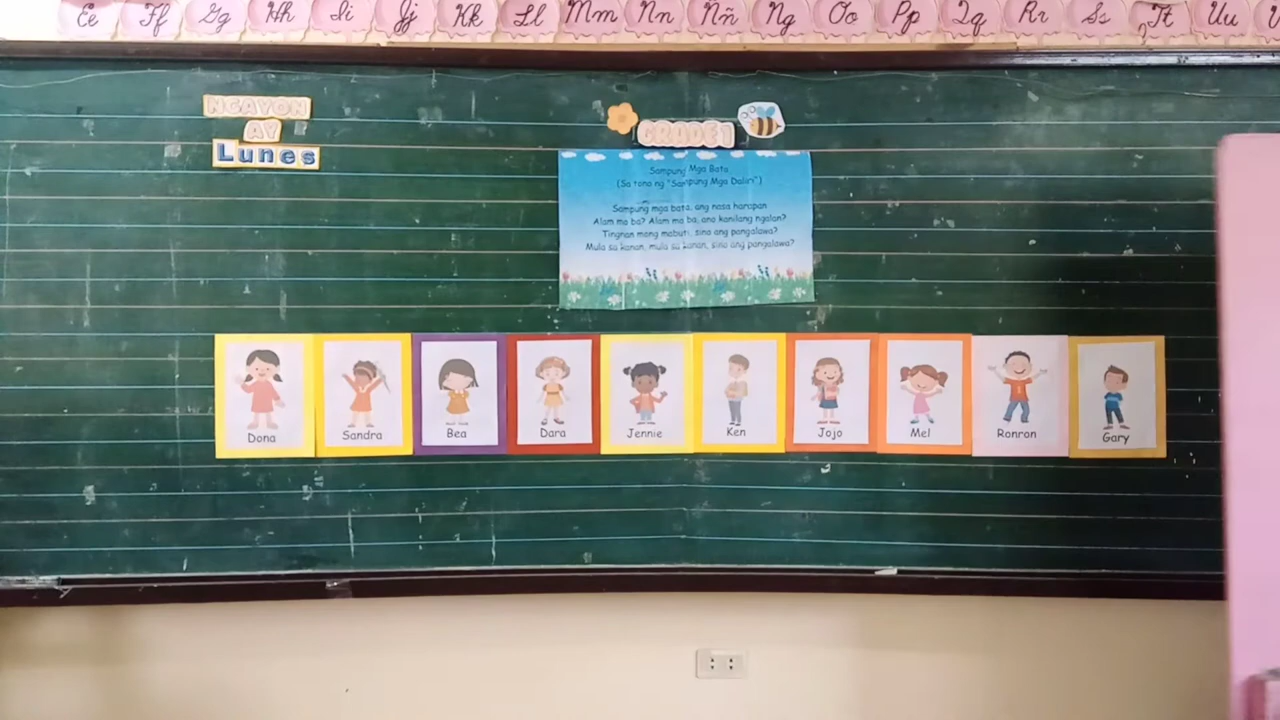 Ee Ff Gg Hh Ii Jj Kk Ll Mm Nn Ññ Ng Oo Pp Qq Rr Ss Tt Uu
NGAYON
AY
Lunes
GRADE 1
Sampung Mga Bata
(Sa tono ng "Sampung Mga Daliri")
Sampung mga bata, ang nasa harapan
Alam mo ba? Alam mo ba, ano kanilang ngalan?
Tingnan mong mabuti, sino ang pangalawa?
Mula sa kanan, mula sa kanan, sino ang pangalawa?
Dona Sandra Bea Dara Jennie Ken Jojo Mel Ronron Gary